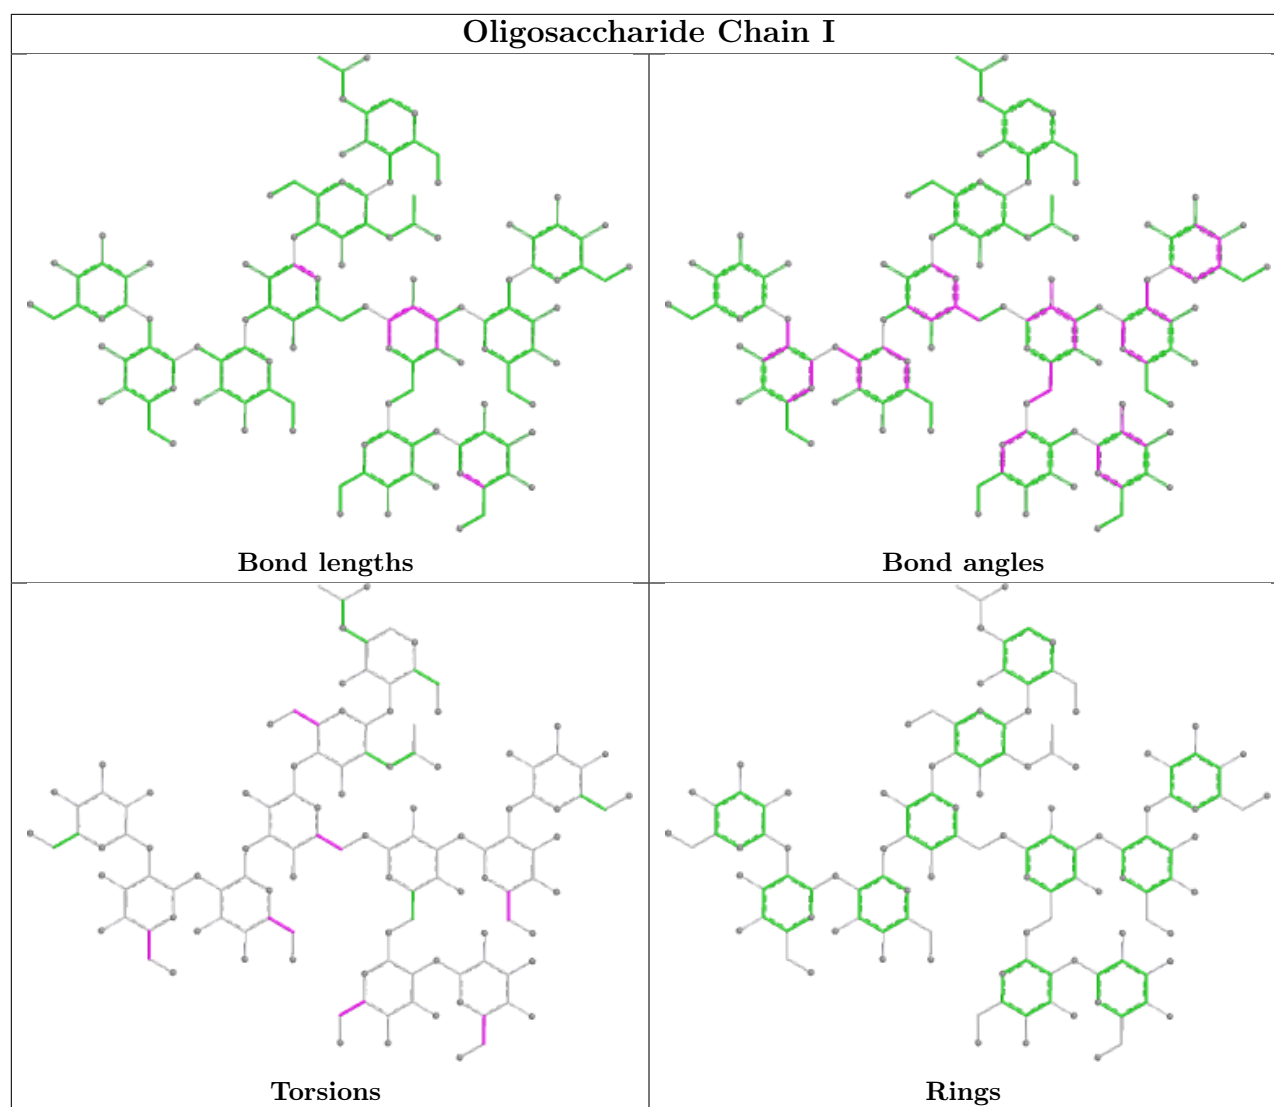 Oligosaccharide Chain I
Bond lengths
Bond angles
Torsions
Rings